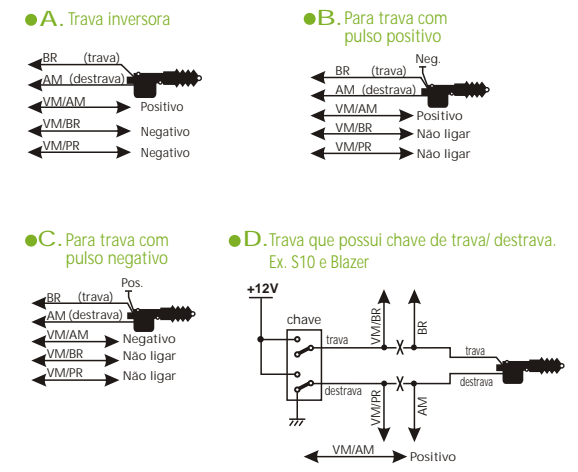 A. Trava inversora
BR (trava)
AM (destrava)
VM/AM Positivo
VM/BR Negativo
VM/PR Negativo
B. Para trava com
pulso positivo
Neg.
BR (trava)
AM (destrava)
VM/AM Positivo
VM/BR Não ligar
VM/PR Não ligar
C. Para trava com
pulso negativo
Pos.
BR (trava)
AM (destrava)
VM/AM Negativo
VM/BR Não ligar
VM/PR Não ligar
D. Trava que possui chave de trava/ destrava.
Ex. S10 e Blazer
+12V
chave
trava
VM/BR
BR
trava
destrava
destrava
VM/PR
AM
VM/AM Positivo